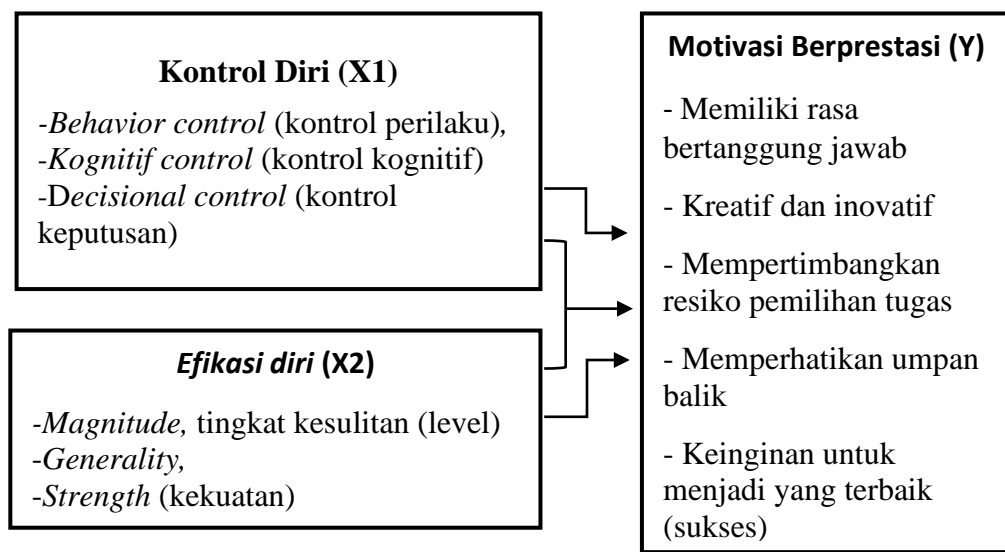 Kontrol Diri (X1)
-Behavior control (kontrol perilaku),
-Kognitif control (kontrol kognitif)
-Decisional control (kontrol
keputusan)
Efikasi diri (X2)
-Magnitude, tingkat kesulitan (level)
-Generality,
-Strength (kekuatan)
Motivasi Berprestasi (Y)
- Memiliki rasa
bertanggung jawab
- Kreatif dan inovatif
- Mempertimbangkan
resiko pemilihan tugas
- Memperhatikan umpan
balik
- Keinginan untuk
menjadi yang terbaik
(sukses)